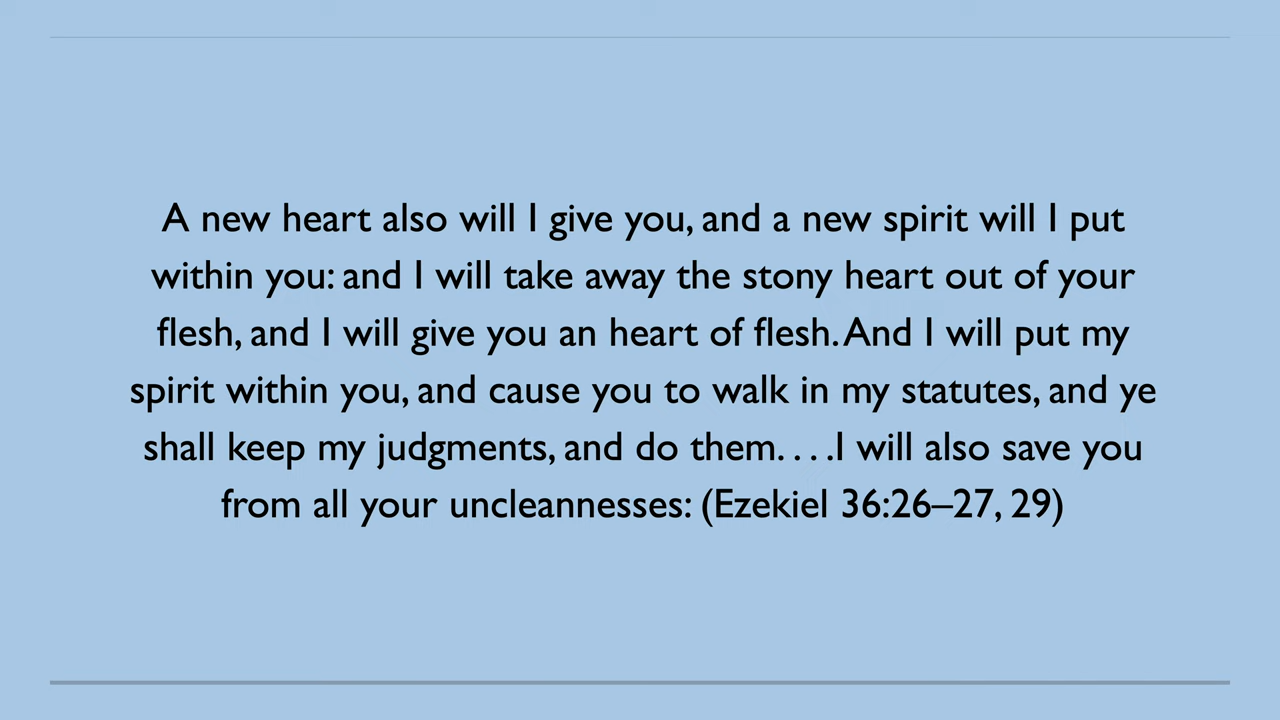 A new heart also will I give you, and a new spirit will I put
within you: and I will take away the stony heart out of your
flesh, and I will give you an heart of flesh. And I will put my
spirit within you, and cause you to walk in my statutes, and ye
shall keep my judgments, and do them. . . .I will also save you
from all your uncleannesses: (Ezekiel 36:26–27, 29)